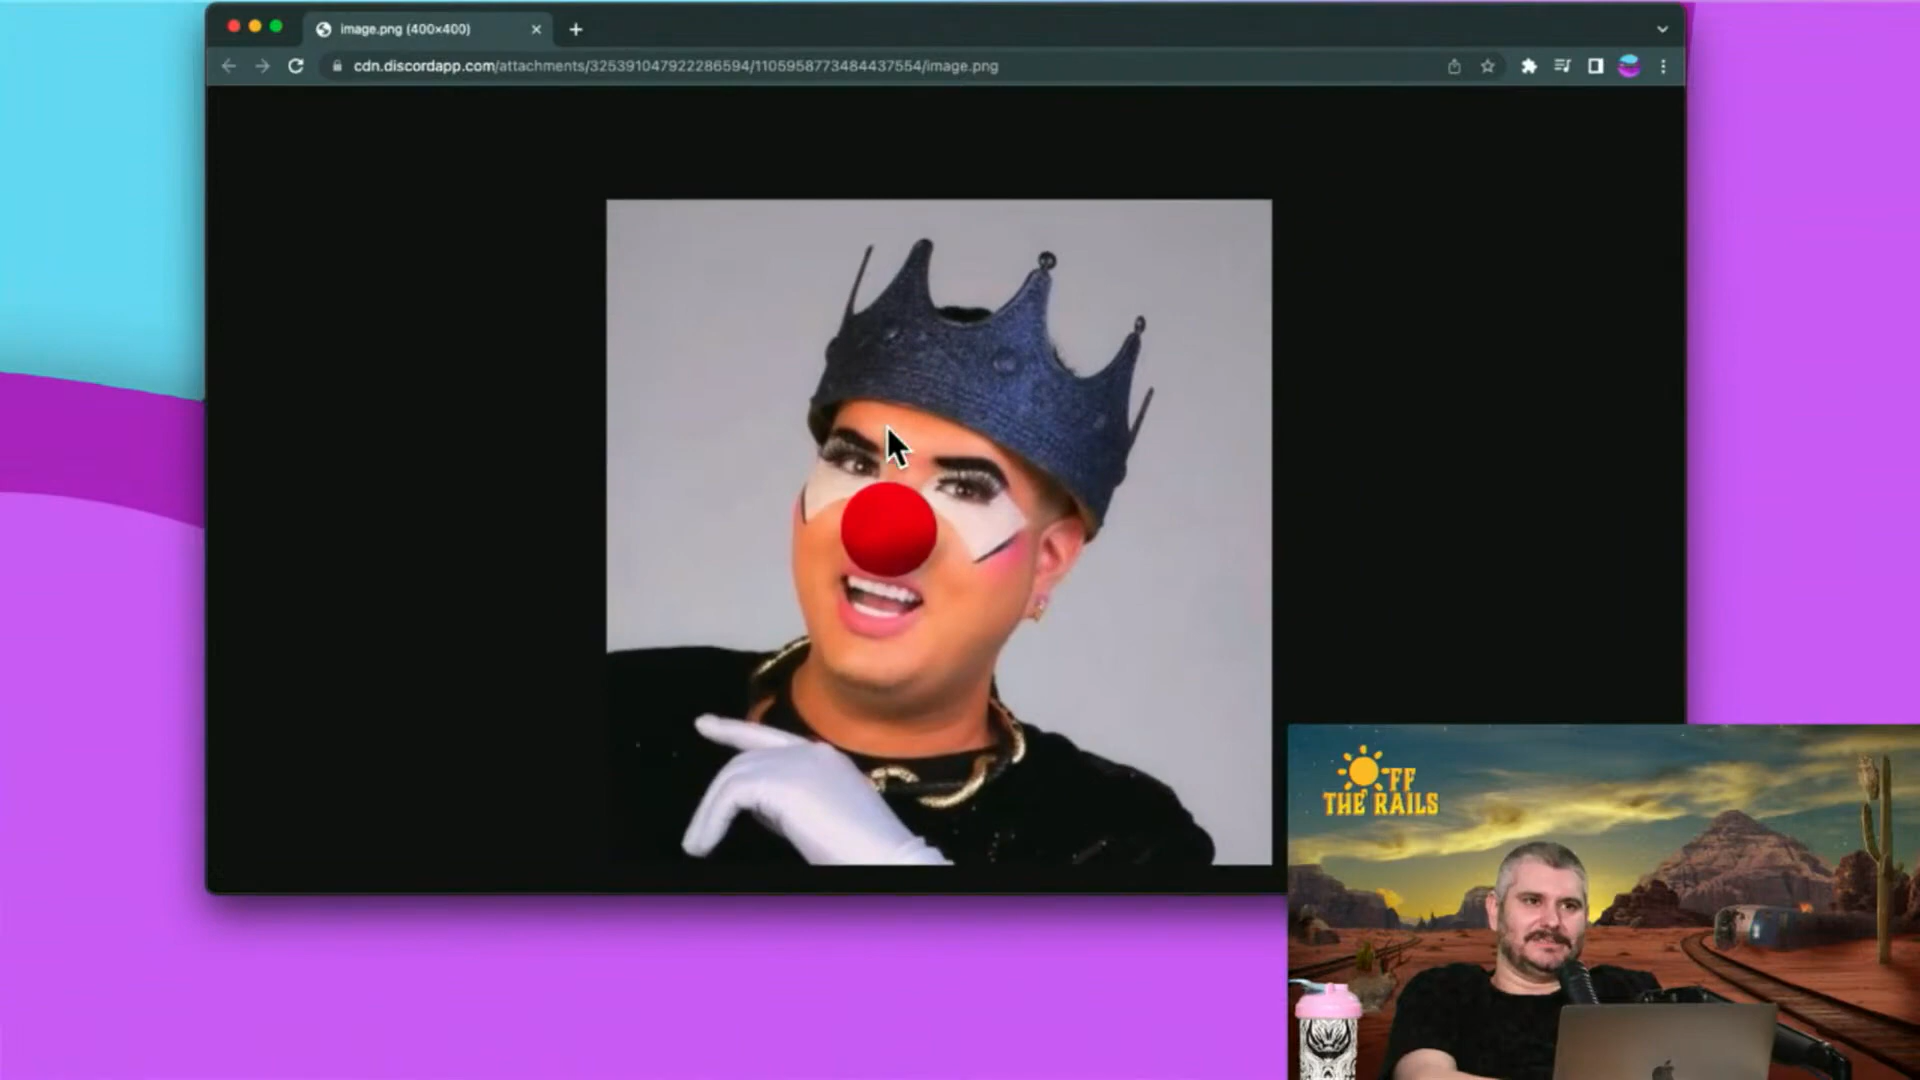 image.png (400×400)
cdn.discordapp.com/attachments/325391047922286594/1105958773484437554/image.png
OFF
THE RAILS